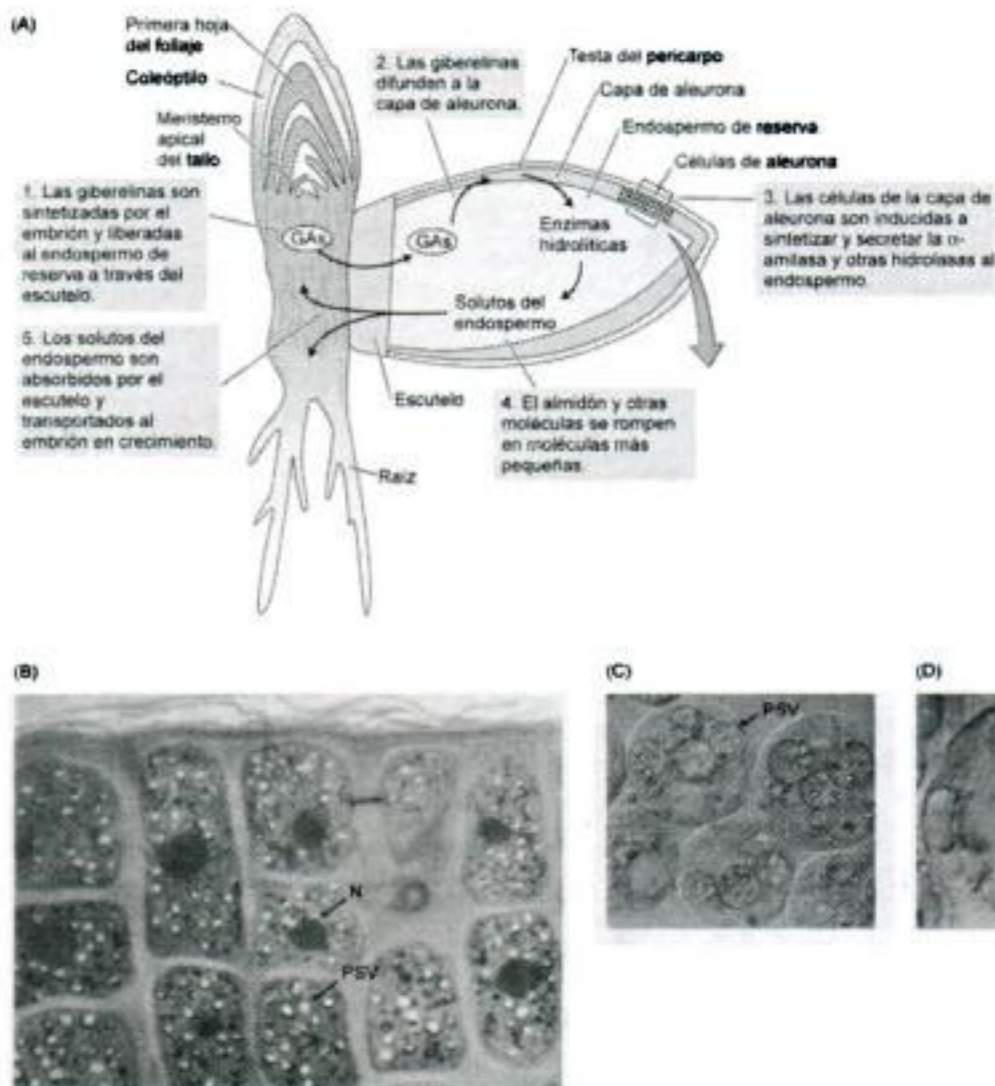 (A)
Primera hoja
del foliaje
Coleóptilo
Meristemo
apical
del tallo
1. Las giberelinas son
sintetizadas por el
embrión y liberadas
al endospermo de
reserva a través del
escutelo.
5. Los solutos del
endospermo son
absorbidos por el
escutelo y
transportados al
embrión en crecimiento.
2. Las giberelinas
difunden a la
capa de aleurona.
Testa del pericarpo
Capa de aleurona
Endospermo de reserva
Células de aleurona
3. Las células de la capa de
aleurona son inducidas a
sintetizar y secretar la α-
amilasa y otras hidrolasas al
endospermo.
GAs
GAs
Enzimas
hidrolíticas
Solutos del
endospermo
Escutelo
4. El almidón y otras
moléculas se rompen
en moléculas más
pequeñas.
Raíz
(B)
N
PSV
(C)
PSV
(D)